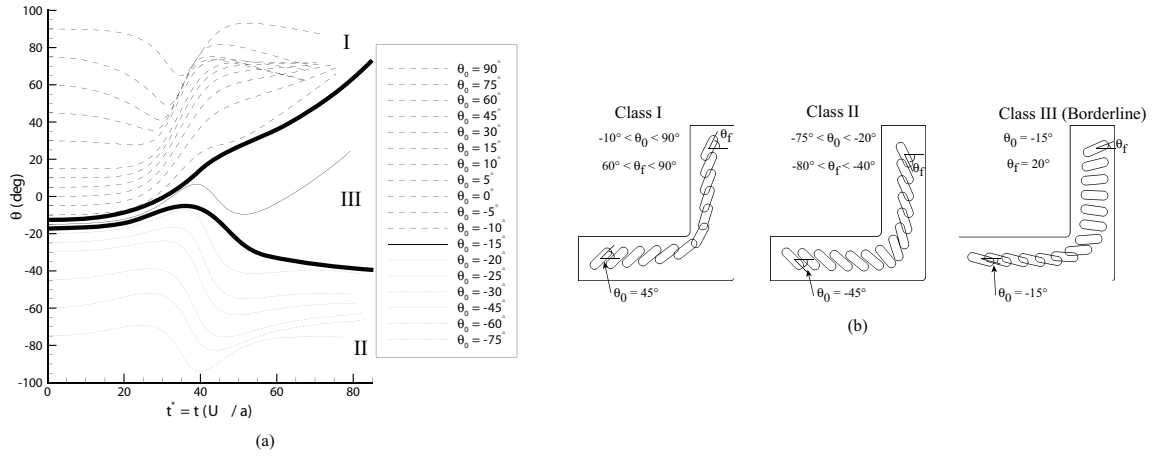 100
80
60
40
20
0
-20
-40
-60
-80
-100
θ (deg)
0
20
40
60
80
t* = t (U /a)
I
III
II
θ₀ = 90°
θ₀ = 75°
θ₀ = 60°
θ₀ = 45°
θ₀ = 30°
θ₀ = 15°
θ₀ = 10°
θ₀ = 5°
θ₀ = 0°
θ₀ = -5°
θ₀ = -10°
θ₀ = -15°
θ₀ = -20°
θ₀ = -25°
θ₀ = -30°
θ₀ = -45°
θ₀ = -60°
θ₀ = -75°
(a)
Class I
-10° < θ₀ < 90°
60° < θf < 90°
θf
θ₀ = 45°
Class II
-75° < θ₀ < -20°
-80° < θf < -40°
θf
θ₀ = -45°
Class III (Borderline)
θ₀ = -15°
θf = 20°
θf
θ₀ = -15°
(b)